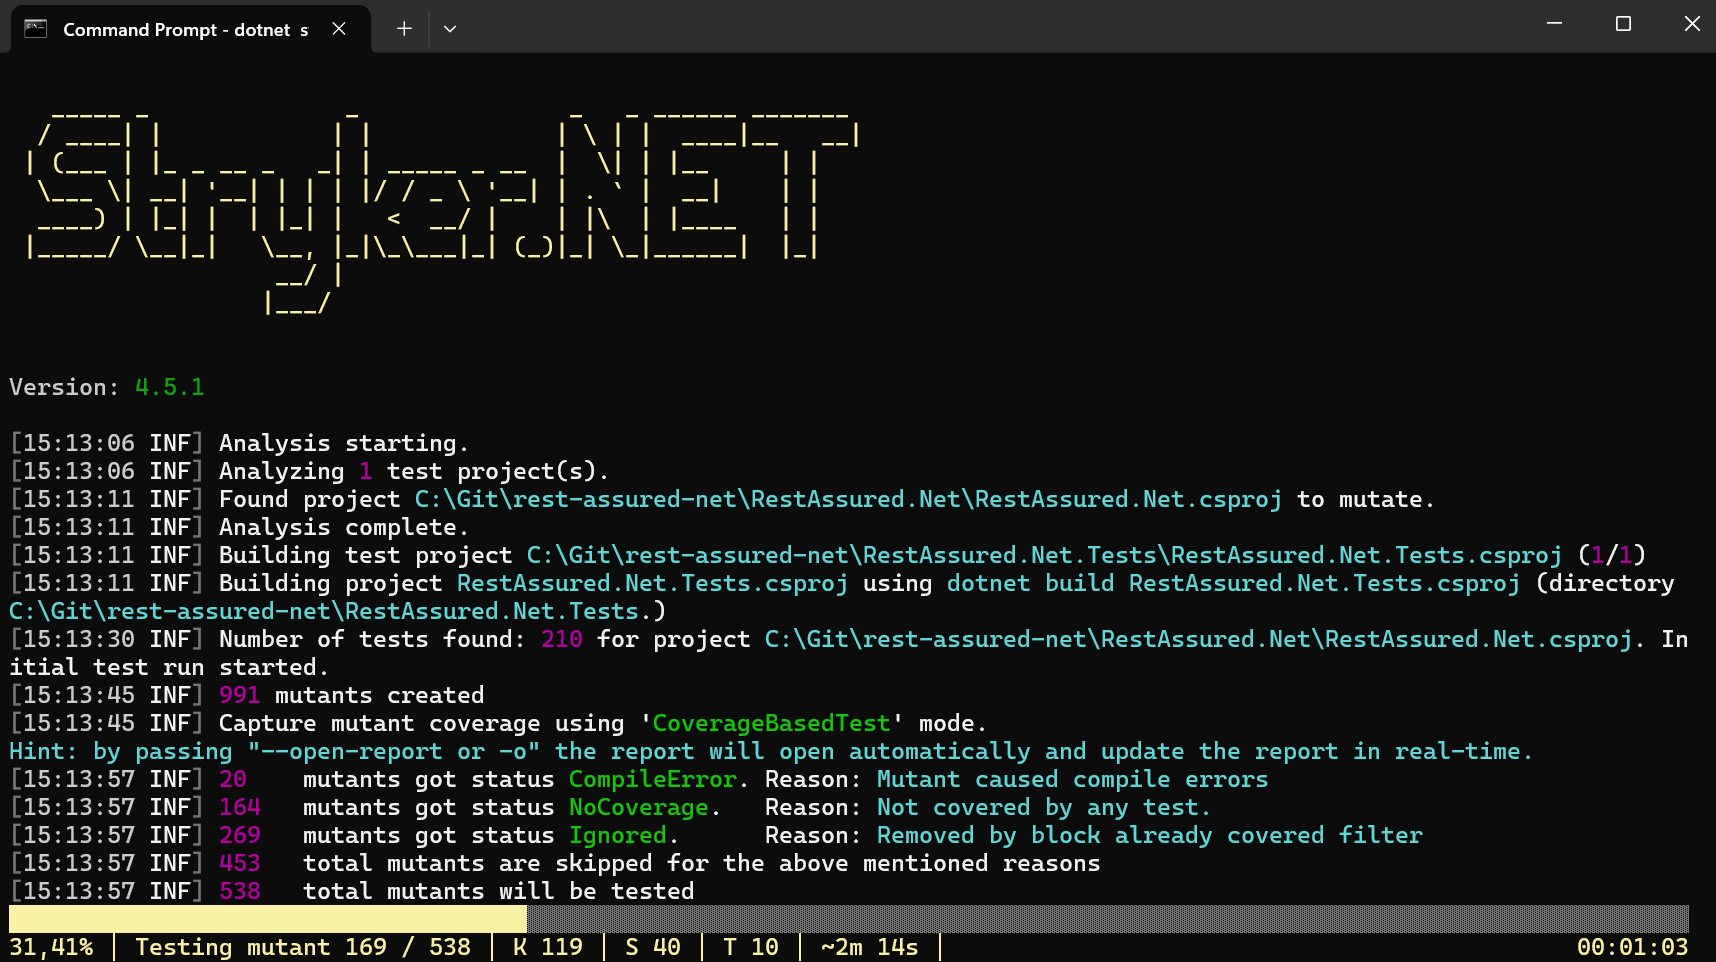 Command Prompt - dotnet s
Stryker.NET
Version: 4.5.1
[15:13:06 INF] Analysis starting.
[15:13:06 INF] Analyzing 1 test project(s).
[15:13:11 INF] Found project C:\Git\rest-assured-net\RestAssured.Net\RestAssured.Net.csproj to mutate.
[15:13:11 INF] Analysis complete.
[15:13:11 INF] Building test project C:\Git\rest-assured-net\RestAssured.Net.Tests\RestAssured.Net.Tests.csproj (1/1)
[15:13:11 INF] Building project RestAssured.Net.Tests.csproj using dotnet build RestAssured.Net.Tests.csproj (directory
C:\Git\rest-assured-net\RestAssured.Net.Tests.)
[15:13:30 INF] Number of tests found: 210 for project C:\Git\rest-assured-net\RestAssured.Net\RestAssured.Net.csproj. In
itial test run started.
[15:13:45 INF] 991 mutants created
[15:13:45 INF] Capture mutant coverage using 'CoverageBasedTest' mode.
Hint: by passing "--open-report or -o" the report will open automatically and update the report in real-time.
[15:13:57 INF] 20    mutants got status CompileError. Reason: Mutant caused compile errors
[15:13:57 INF] 164   mutants got status NoCoverage.   Reason: Not covered by any test.
[15:13:57 INF] 269   mutants got status Ignored.      Reason: Removed by block already covered filter
[15:13:57 INF] 453   total mutants are skipped for the above mentioned reasons
[15:13:57 INF] 538   total mutants will be tested
31,41% │ Testing mutant 169 / 538 │ K 119 │ S 40 │ T 10 │ ~2m 14s │ 00:01:03